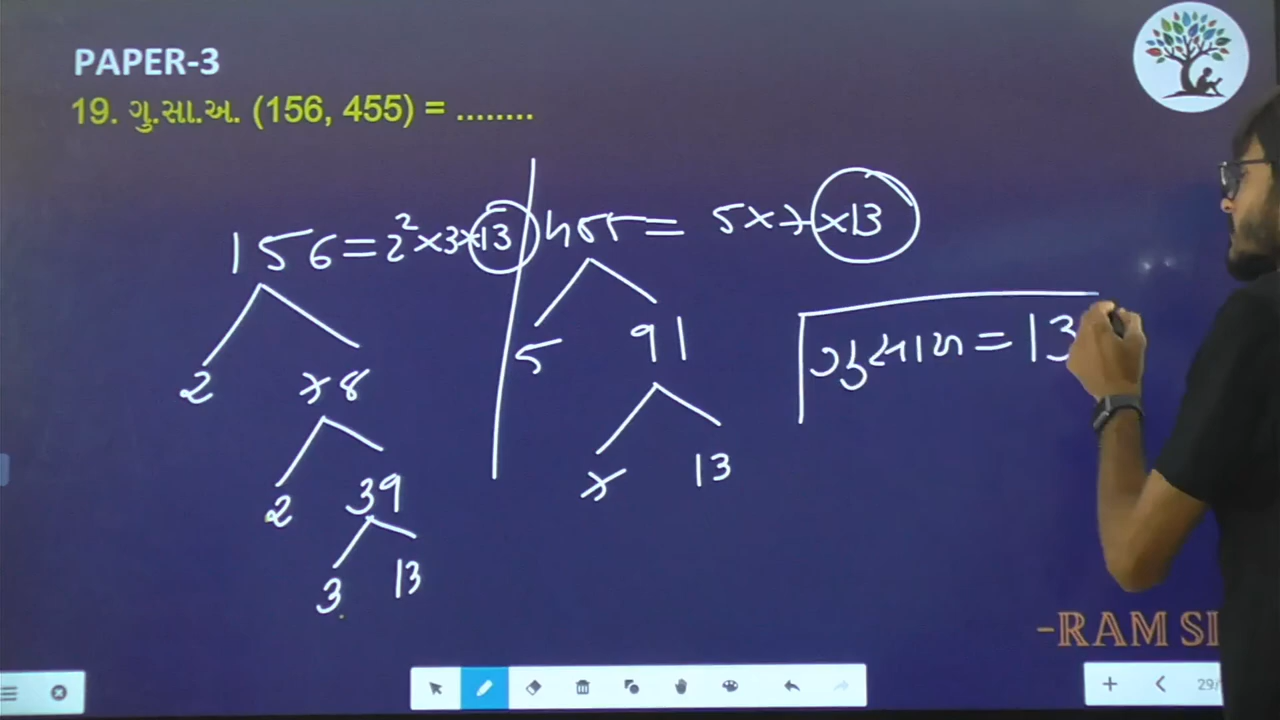 PAPER-3
19. ગુ.સા.અ. (156, 455) = ........
156 = 2² × 3 × 13
455 = 5 × 7 × 13
2 78
5 91
2 39
7 13
3 13
ગુસાઅ = 13
-RAM SI
29/